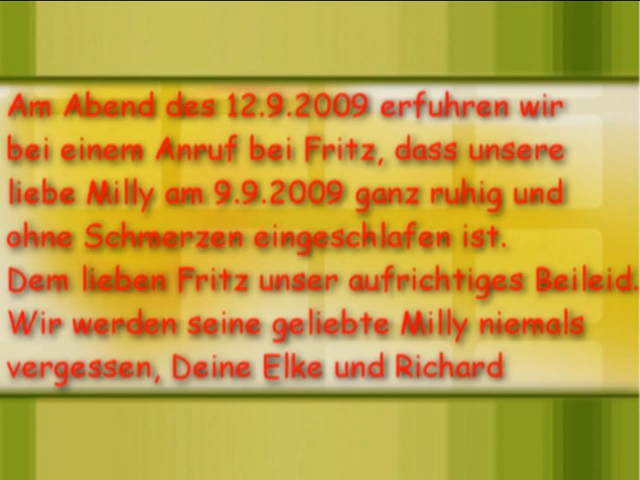 Am Abend des 12.9.2009 erfuhren wir
bei einem Anruf bei Fritz, dass unsere
liebe Milly am 9.9.2009 ganz ruhig und
ohne Schmerzen eingeschlafen ist.
Dem lieben Fritz unser aufrichtiges Beileid.
Wir werden seine geliebte Milly niemals
vergessen, Deine Elke und Richard